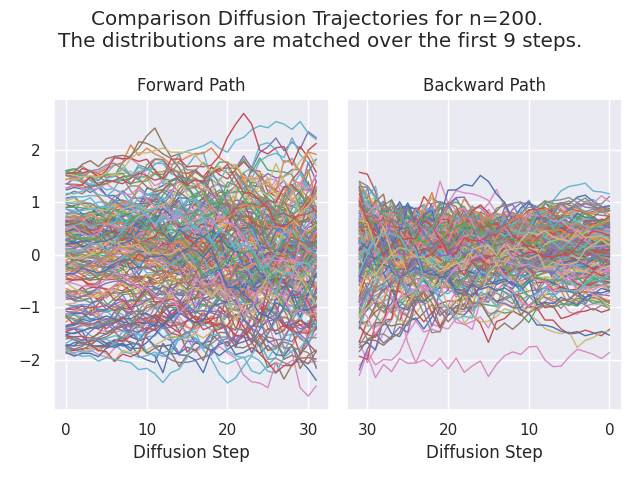 Comparison Diffusion Trajectories for n=200.
The distributions are matched over the first 9 steps.
Forward Path
Backward Path
2
1
0
−1
−2
0 10 20 30
30 20 10 0
Diffusion Step
Diffusion Step